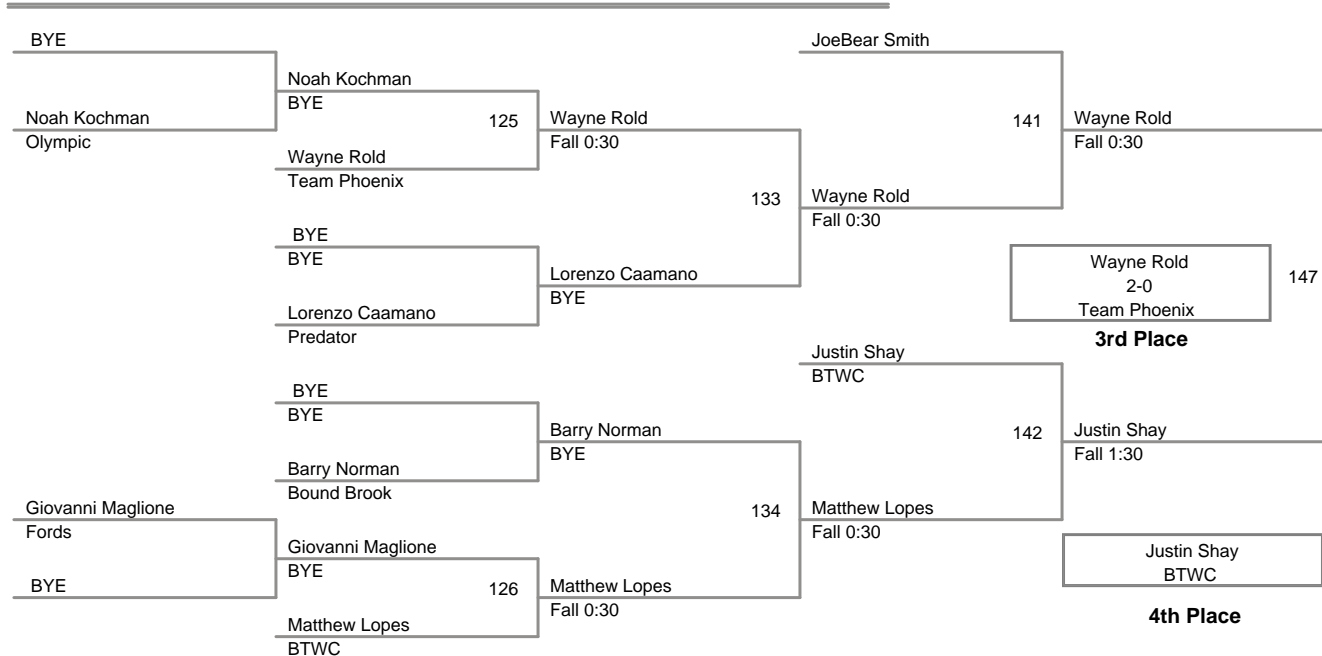 BYE
JoeBear Smith
Noah Kochman
BYE
Noah Kochman
Olympic
125
Wayne Rold
Fall 0:30
141
Wayne Rold
Fall 0:30
Wayne Rold
Team Phoenix
133
Wayne Rold
Fall 0:30
BYE
BYE
Lorenzo Caamano
BYE
Wayne Rold
2-0
Team Phoenix
147
3rd Place
Lorenzo Caamano
Predator
Justin Shay
BTWC
BYE
BYE
Barry Norman
BYE
142
Justin Shay
Fall 1:30
Barry Norman
Bound Brook
Giovanni Maglione
Fords
134
Matthew Lopes
Fall 0:30
Giovanni Maglione
BYE
Justin Shay
BTWC
BYE
126
Matthew Lopes
Fall 0:30
4th Place
Matthew Lopes
BTWC